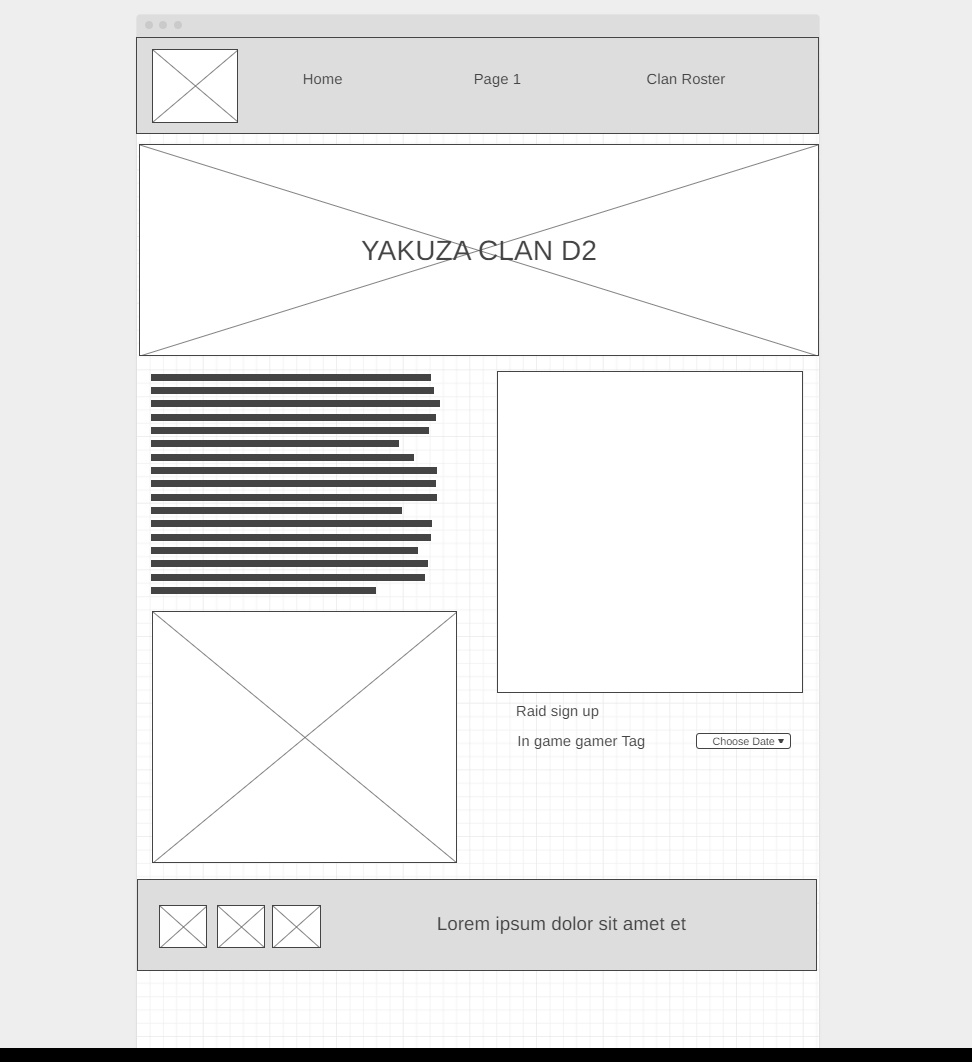 Home
Page 1
Clan Roster
YAKUZA CLAN D2
Raid sign up
In game gamer Tag
Choose Date
Lorem ipsum dolor sit amet et